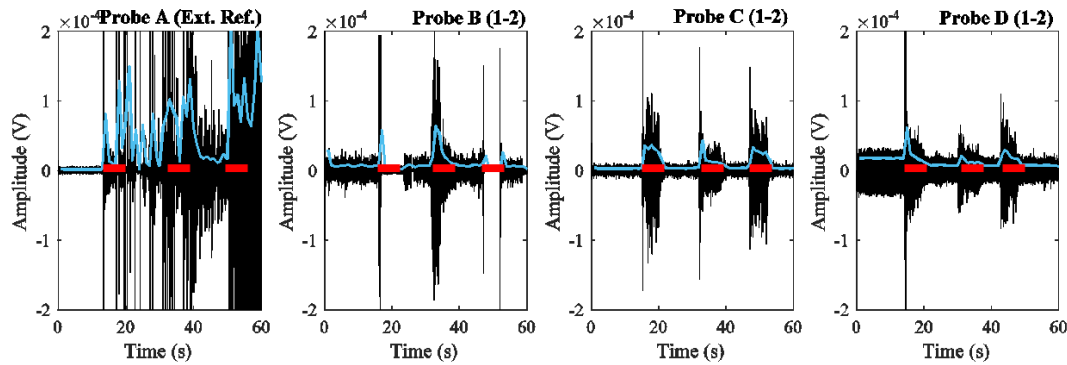 ×10⁻⁴ Probe A (Ext. Ref.)
2
1
0
-1
-2
Amplitude (V)
0 20 40 60
Time (s)
×10⁻⁴ Probe B (1-2)
2
1
0
-1
-2
Amplitude (V)
0 20 40 60
Time (s)
×10⁻⁴ Probe C (1-2)
2
1
0
-1
-2
Amplitude (V)
0 20 40 60
Time (s)
×10⁻⁴ Probe D (1-2)
2
1
0
-1
-2
Amplitude (V)
0 20 40 60
Time (s)